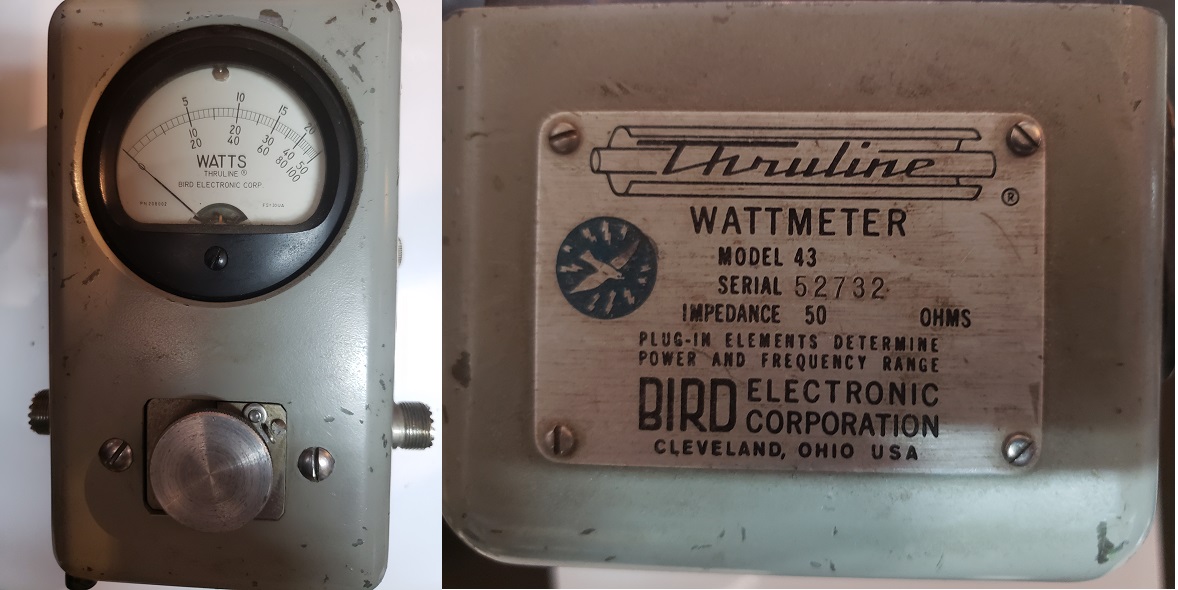 5 10 15 20
10 20 30 40 50
20 40 60 80 100
WATTS
THRULINE ®
BIRD ELECTRONIC CORP.
Thruline
®
WATTMETER
MODEL 43
SERIAL 52732
IMPEDANCE 50 OHMS
PLUG-IN ELEMENTS DETERMINE
POWER AND FREQUENCY RANGE
BIRD ELECTRONIC
CORPORATION
CLEVELAND, OHIO USA